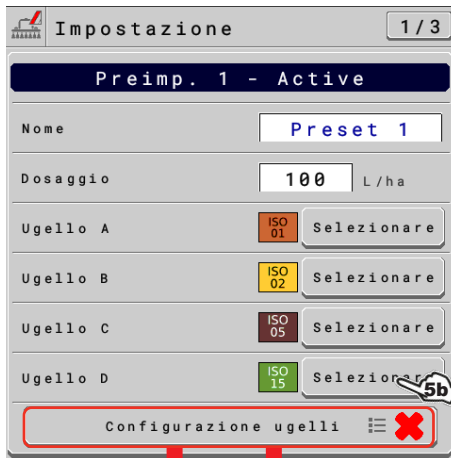 Impostazione 1/3
Preimp. 1 - Active
Nome Preset 1
Dosaggio 100 L/ha
Ugello A ISO 01 Selezionare
Ugello B ISO 02 Selezionare
Ugello C ISO 05 Selezionare
Ugello D ISO 15 Selezionare
5b
Configurazione ugelli